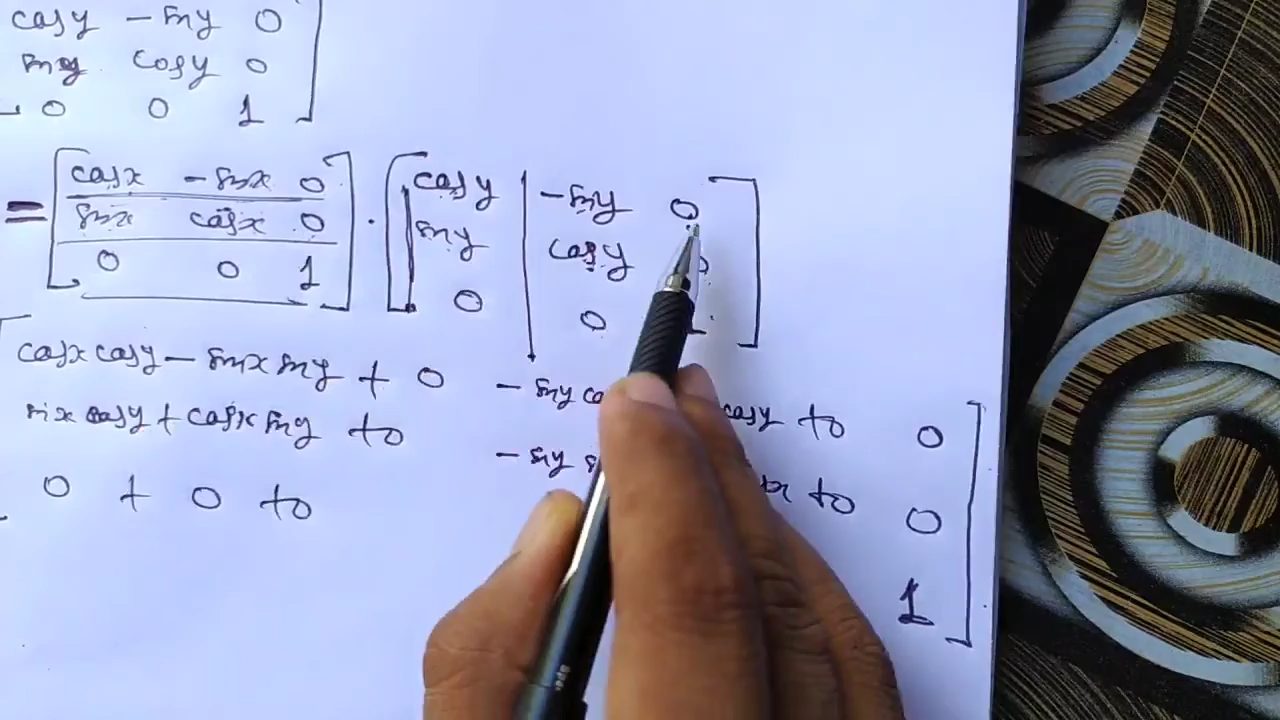 cosy -siny 0
siny cosy 0
0 0 1
= [cosx -sinx 0] . [cosy -siny 0]
sinx cosx 0 siny cosy
0 0 1 0 0
cosx cosy - sinx siny + 0 - siny cosy + 0 0
sinx cosy + cosx siny + 0 - siny + 0 0
0 + 0 + 0 1